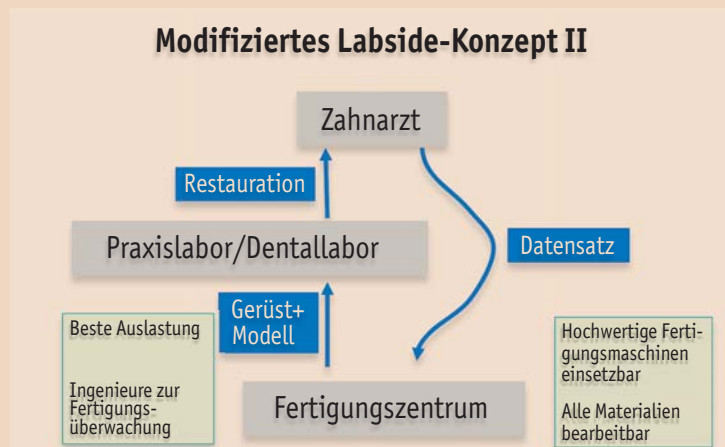 Modifiziertes Labside-Konzept II
Zahnarzt
Restauration
Praxislabor/Dentallabor
Datensatz
Gerüst+
Modell
Beste Auslastung
Ingenieure zur
Fertigungs-
überwachung
Fertigungszentrum
Hochwertige Ferti-
gungsmaschinen
einsetzbar
Alle Materialien
bearbeitbar